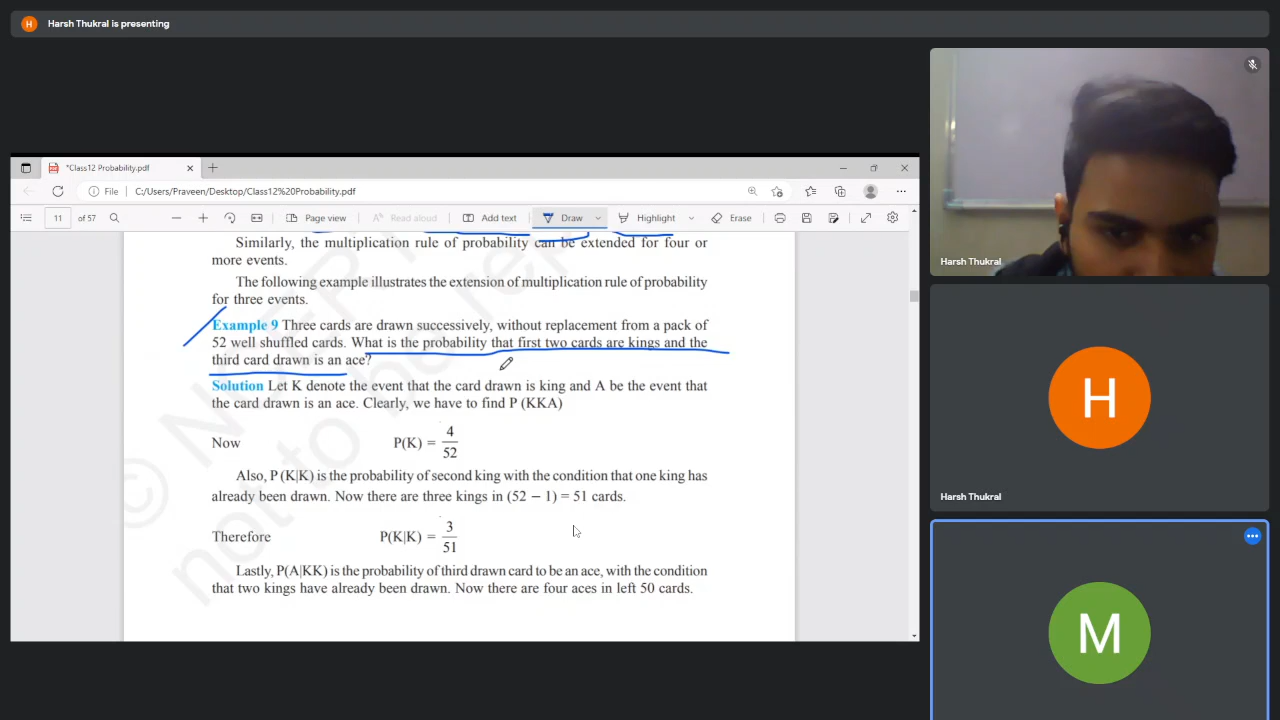 H Harsh Thukral is presenting
*Class12 Probability.pdf
File C:/Users/Praveen/Desktop/Class12%20Probability.pdf
11 of 57 Page view Read aloud Add text Draw Highlight Erase
Similarly, the multiplication rule of probability can be extended for four or
more events.
The following example illustrates the extension of multiplication rule of probability
for three events.
Example 9 Three cards are drawn successively, without replacement from a pack of
52 well shuffled cards. What is the probability that first two cards are kings and the
third card drawn is an ace?
Solution Let K denote the event that the card drawn is king and A be the event that
the card drawn is an ace. Clearly, we have to find P (KKA)
Now P(K) = 4/52
Also, P (K|K) is the probability of second king with the condition that one king has
already been drawn. Now there are three kings in (52 − 1) = 51 cards.
Therefore P(K|K) = 3/51
Lastly, P(A|KK) is the probability of third drawn card to be an ace, with the condition
that two kings have already been drawn. Now there are four aces in left 50 cards.
not to be rep
Harsh Thukral
H
Harsh Thukral
M